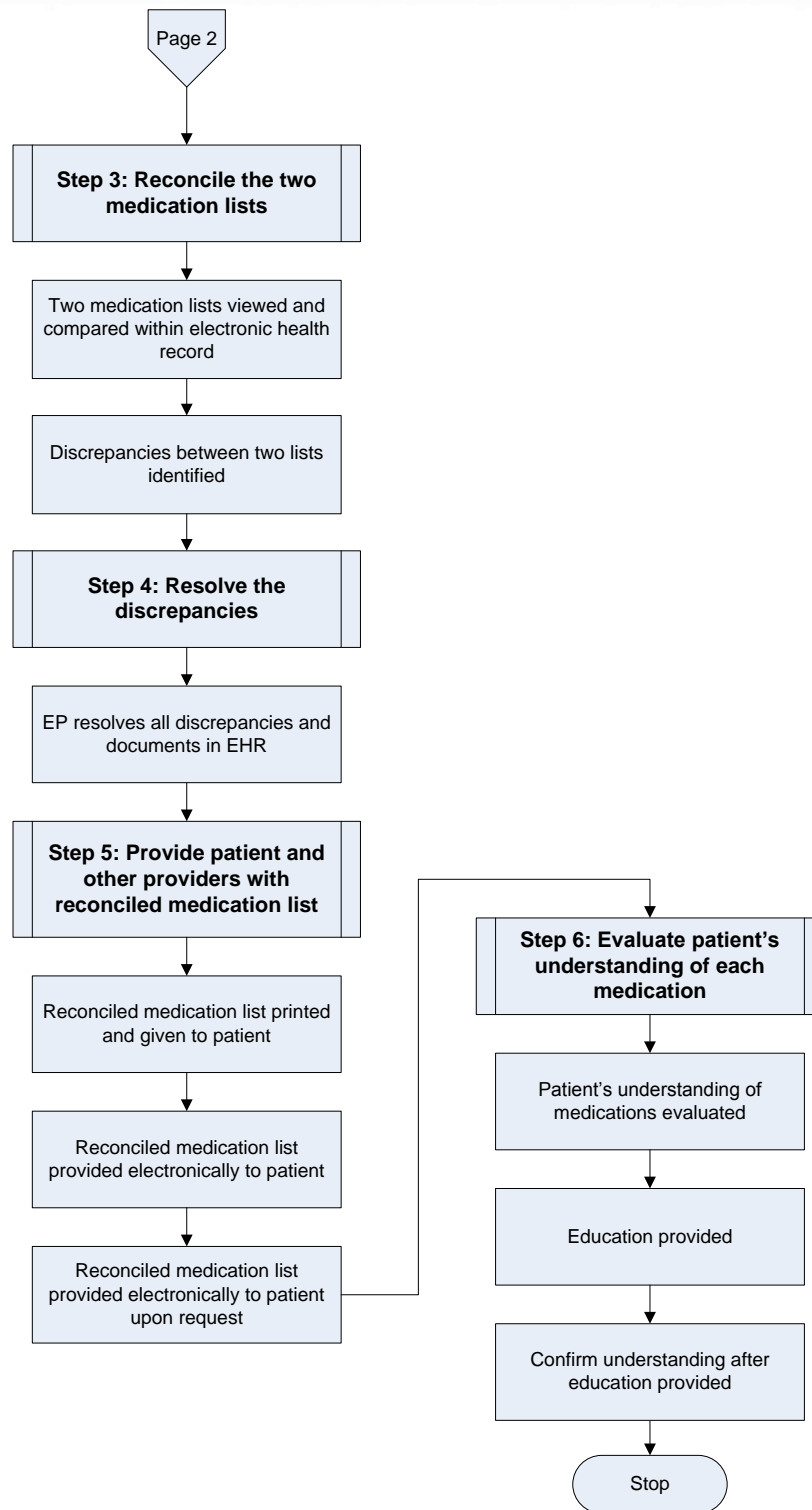 Page 2
Step 3: Reconcile the two
medication lists
Two medication lists viewed and
compared within electronic health
record
Discrepancies between two lists
identified
Step 4: Resolve the
discrepancies
EP resolves all discrepancies and
documents in EHR
Step 5: Provide patient and
other providers with
reconciled medication list
Reconciled medication list printed
and given to patient
Reconciled medication list
provided electronically to patient
Reconciled medication list
provided electronically to patient
upon request
Step 6: Evaluate patient’s
understanding of each
medication
Patient’s understanding of
medications evaluated
Education provided
Confirm understanding after
education provided
Stop